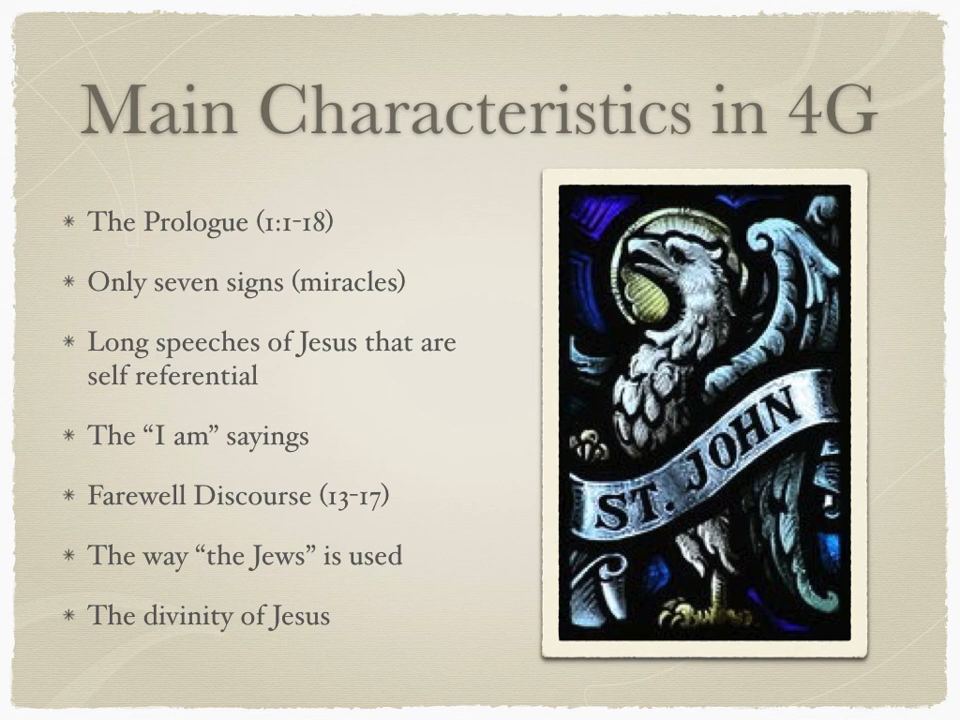 Main Characteristics in 4G
* The Prologue (1:1-18)
* Only seven signs (miracles)
* Long speeches of Jesus that are
self referential
* The “I am” sayings
* Farewell Discourse (13-17)
* The way “the Jews” is used
* The divinity of Jesus
ST. JOHN